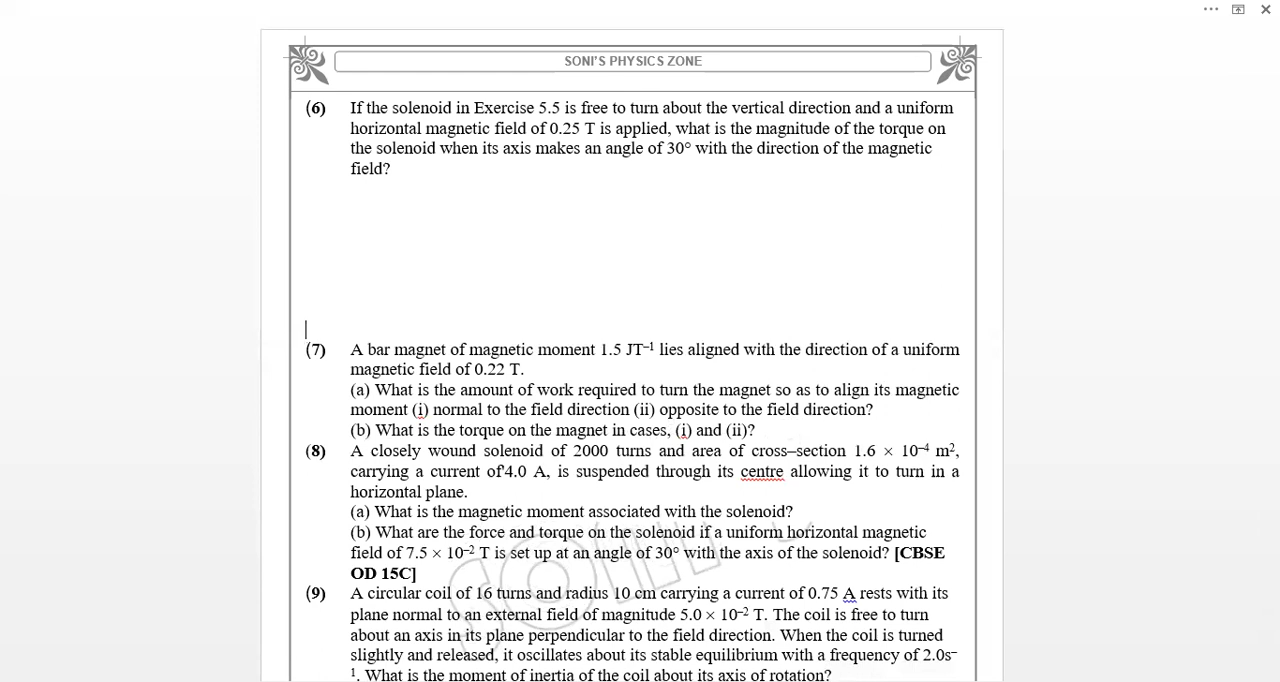 SONI'S PHYSICS ZONE
(6) If the solenoid in Exercise 5.5 is free to turn about the vertical direction and a uniform
horizontal magnetic field of 0.25 T is applied, what is the magnitude of the torque on
the solenoid when its axis makes an angle of 30° with the direction of the magnetic
field?
(7) A bar magnet of magnetic moment 1.5 JT⁻¹ lies aligned with the direction of a uniform
magnetic field of 0.22 T.
(a) What is the amount of work required to turn the magnet so as to align its magnetic
moment (i) normal to the field direction (ii) opposite to the field direction?
(b) What is the torque on the magnet in cases, (i) and (ii)?
(8) A closely wound solenoid of 2000 turns and area of cross–section 1.6 × 10⁻⁴ m²,
carrying a current of'4.0 A, is suspended through its centre allowing it to turn in a
horizontal plane.
(a) What is the magnetic moment associated with the solenoid?
(b) What are the force and torque on the solenoid if a uniform horizontal magnetic
field of 7.5 × 10⁻² T is set up at an angle of 30° with the axis of the solenoid? [CBSE
OD 15C]
(9) A circular coil of 16 turns and radius 10 cm carrying a current of 0.75 A rests with its
plane normal to an external field of magnitude 5.0 × 10⁻² T. The coil is free to turn
about an axis in its plane perpendicular to the field direction. When the coil is turned
slightly and released, it oscillates about its stable equilibrium with a frequency of 2.0s⁻
¹. What is the moment of inertia of the coil about its axis of rotation?